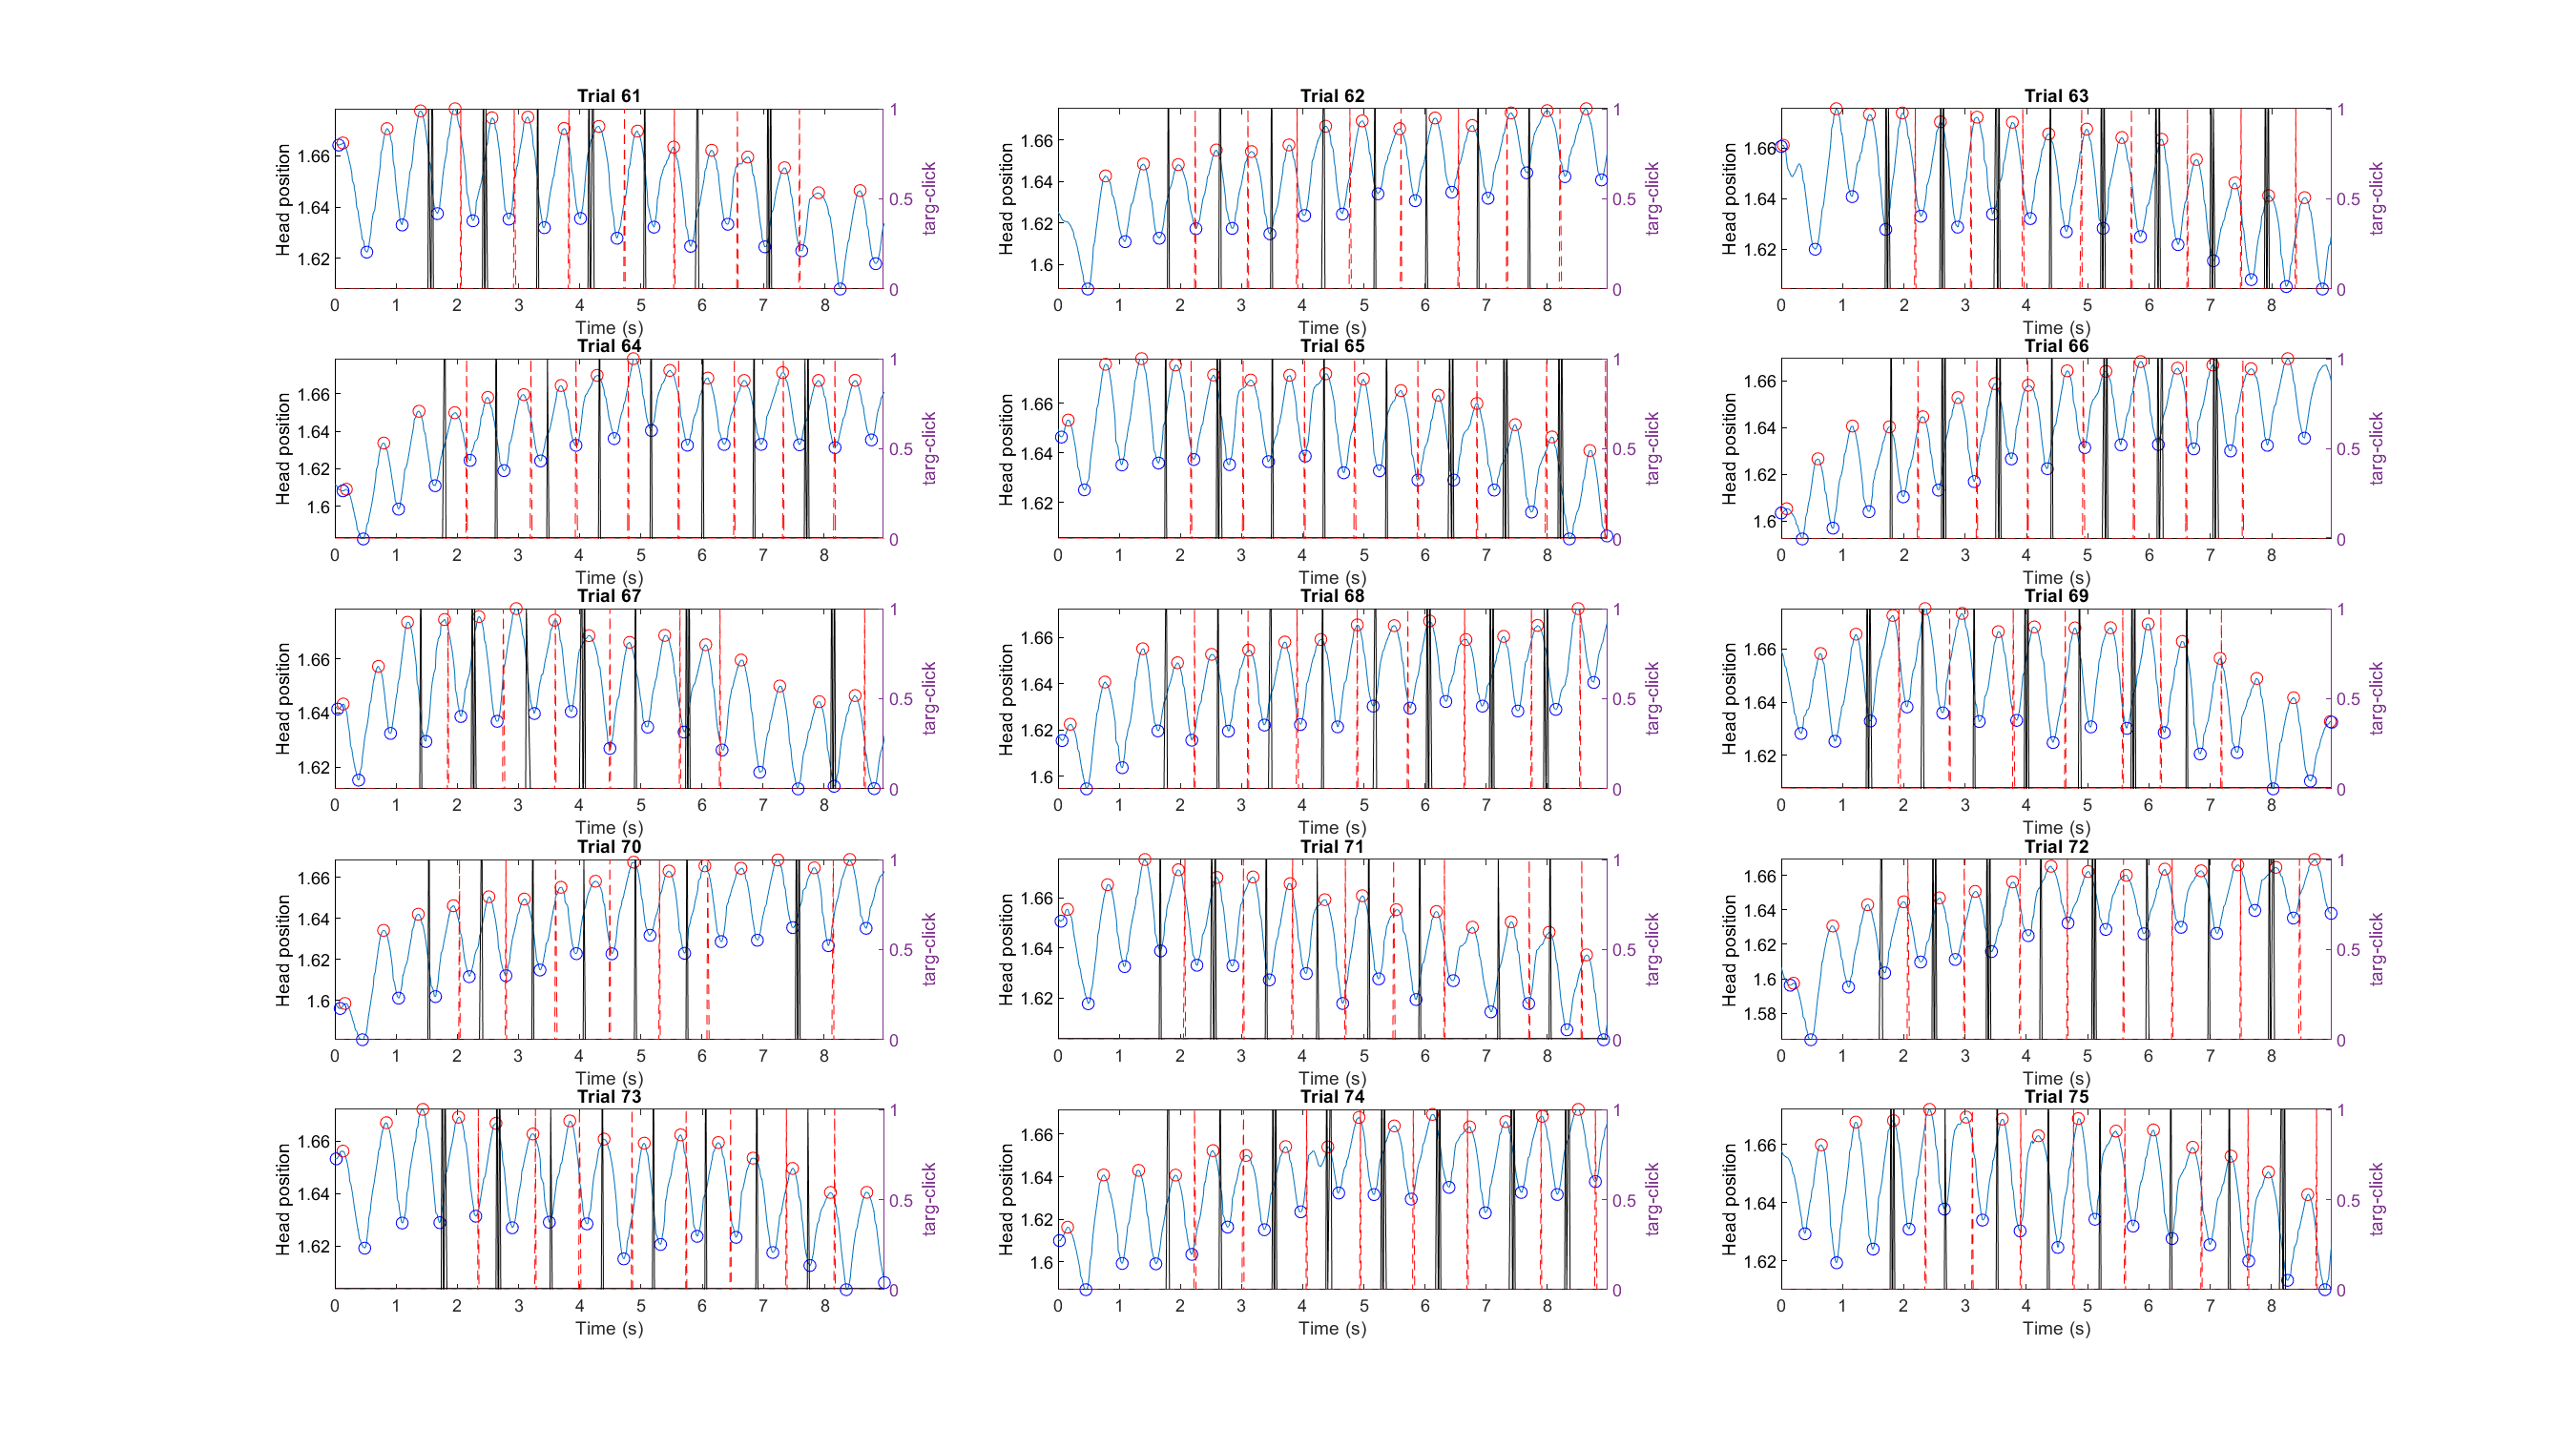 Trial 61
Head position
1.66
1.64
1.62
1
0.5
0
targ-click
0 1 2 3 4 5 6 7 8
Time (s)
Trial 62
Head position
1.66
1.64
1.62
1.6
1
0.5
0
targ-click
0 1 2 3 4 5 6 7 8
Time (s)
Trial 63
Head position
1.66
1.64
1.62
1
0.5
0
targ-click
0 1 2 3 4 5 6 7 8
Time (s)
Trial 64
Head position
1.66
1.64
1.62
1.6
1
0.5
0
targ-click
0 1 2 3 4 5 6 7 8
Time (s)
Trial 65
Head position
1.66
1.64
1.62
1
0.5
0
targ-click
0 1 2 3 4 5 6 7 8
Time (s)
Trial 66
Head position
1.66
1.64
1.62
1.6
1
0.5
0
targ-click
0 1 2 3 4 5 6 7 8
Time (s)
Trial 67
Head position
1.66
1.64
1.62
1
0.5
0
targ-click
0 1 2 3 4 5 6 7 8
Time (s)
Trial 68
Head position
1.66
1.64
1.62
1.6
1
0.5
0
targ-click
0 1 2 3 4 5 6 7 8
Time (s)
Trial 69
Head position
1.66
1.64
1.62
1
0.5
0
targ-click
0 1 2 3 4 5 6 7 8
Time (s)
Trial 70
Head position
1.66
1.64
1.62
1.6
1
0.5
0
targ-click
0 1 2 3 4 5 6 7 8
Time (s)
Trial 71
Head position
1.66
1.64
1.62
1
0.5
0
targ-click
0 1 2 3 4 5 6 7 8
Time (s)
Trial 72
Head position
1.66
1.64
1.62
1.6
1.58
1
0.5
0
targ-click
0 1 2 3 4 5 6 7 8
Time (s)
Trial 73
Head position
1.66
1.64
1.62
1
0.5
0
targ-click
0 1 2 3 4 5 6 7 8
Time (s)
Trial 74
Head position
1.66
1.64
1.62
1.6
1
0.5
0
targ-click
0 1 2 3 4 5 6 7 8
Time (s)
Trial 75
Head position
1.66
1.64
1.62
1
0.5
0
targ-click
0 1 2 3 4 5 6 7 8
Time (s)